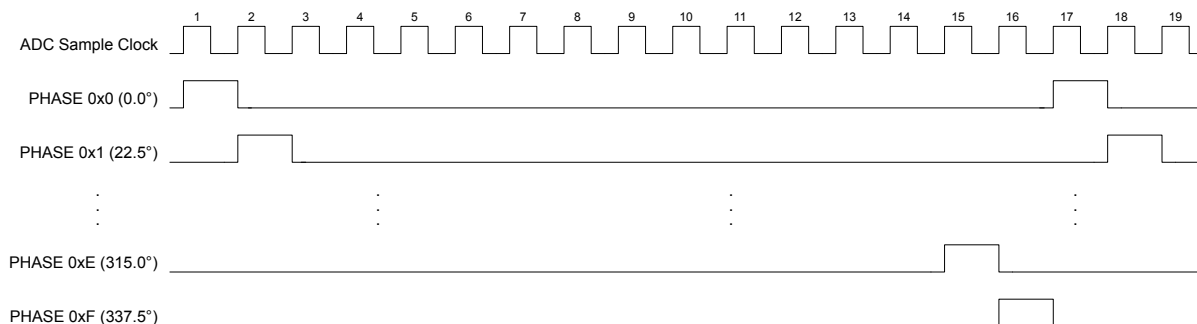 1 2 3 4 5 6 7 8 9 10 11 12 13 14 15 16 17 18 19
ADC Sample Clock
PHASE 0x0 (0.0°)
PHASE 0x1 (22.5°)
PHASE 0xE (315.0°)
PHASE 0xF (337.5°)